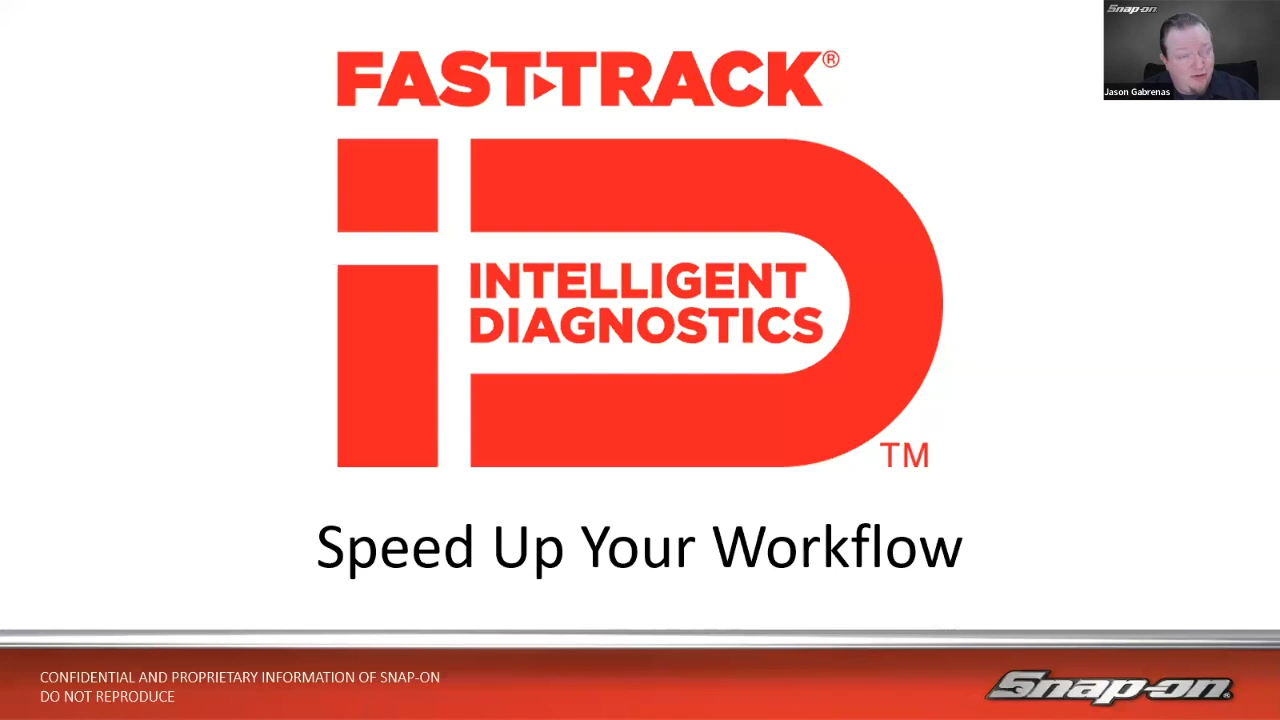 Snap-on
Jason Gabrenas
FAST-TRACK®
INTELLIGENT
DIAGNOSTICS
TM
Speed Up Your Workflow
CONFIDENTIAL AND PROPRIETARY INFORMATION OF SNAP-ON
DO NOT REPRODUCE
Snap-on®